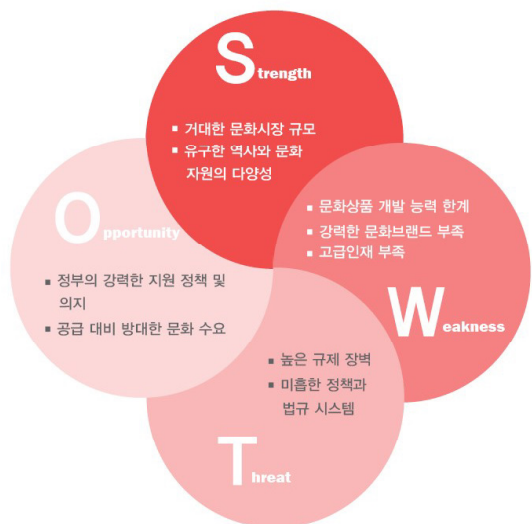 Strength
▪ 거대한 문화시장 규모
▪ 유구한 역사와 문화
자원의 다양성
Opportunity
▪ 정부의 강력한 지원 정책 및
의지
▪ 공급 대비 방대한 문화 수요
▪ 문화상품 개발 능력 한계
▪ 강력한 문화브랜드 부족
▪ 고급인재 부족
Weakness
▪ 높은 규제 장벽
▪ 미흡한 정책과
법규 시스템
Threat